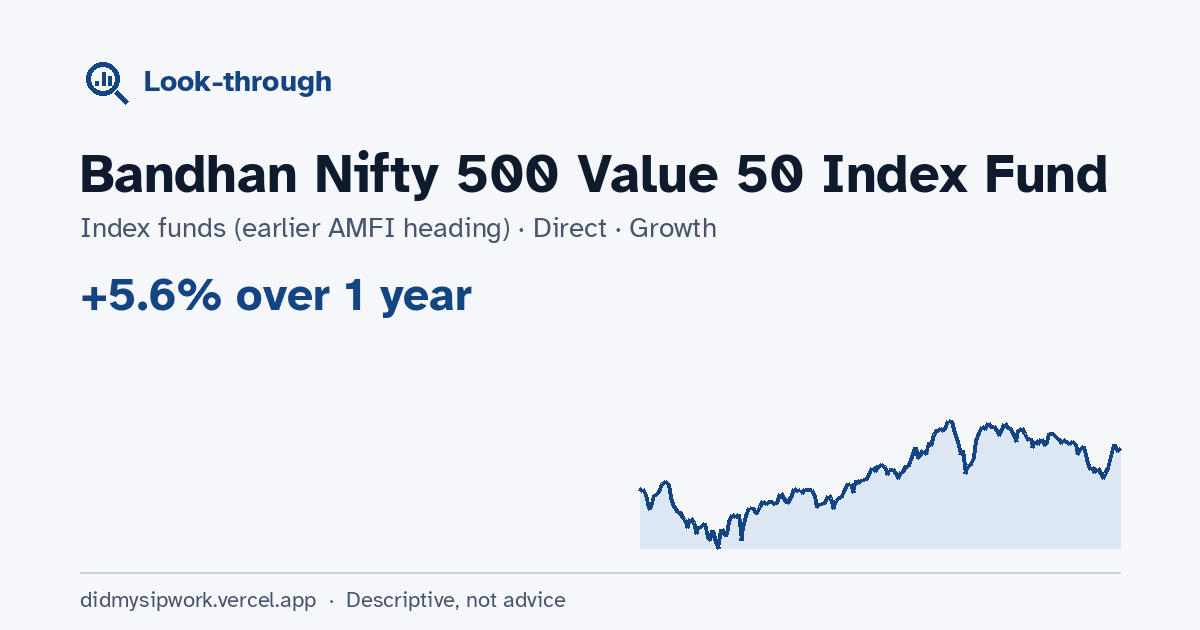 Look-through
Bandhan Nifty 500 Value 50 Index Fund
Index funds (earlier AMFI heading) · Direct · Growth
+5.6% over 1 year
didmysipwork.vercel.app · Descriptive, not advice